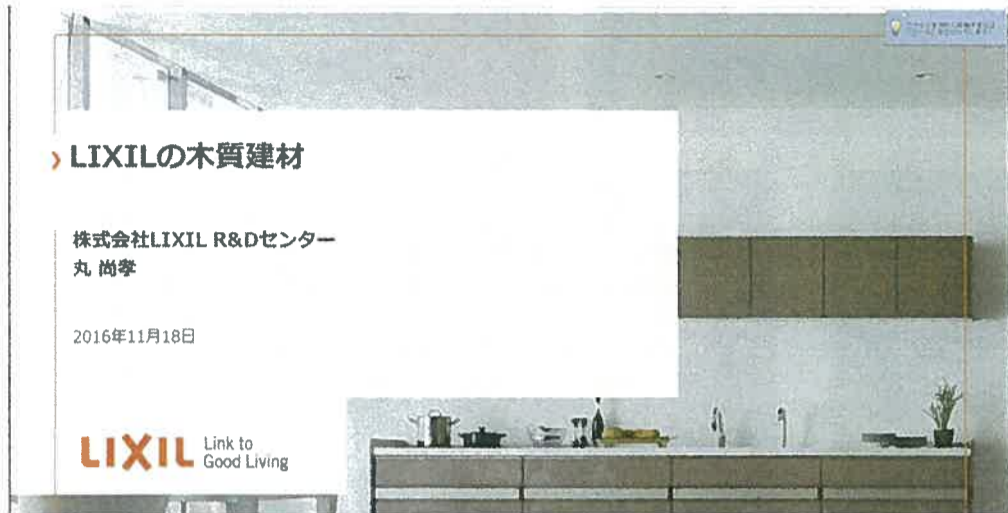 LIXILの木質建材
株式会社LIXIL R&Dセンター
丸 尚孝
2016年11月18日
LIXIL Link to
Good Living